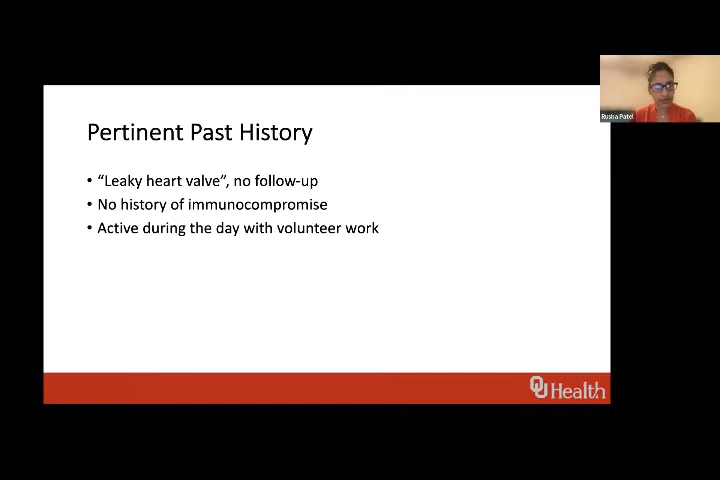 Pertinent Past History
• “Leaky heart valve”, no follow-up
• No history of immunocompromise
• Active during the day with volunteer work
Rusha Patel
OU Health